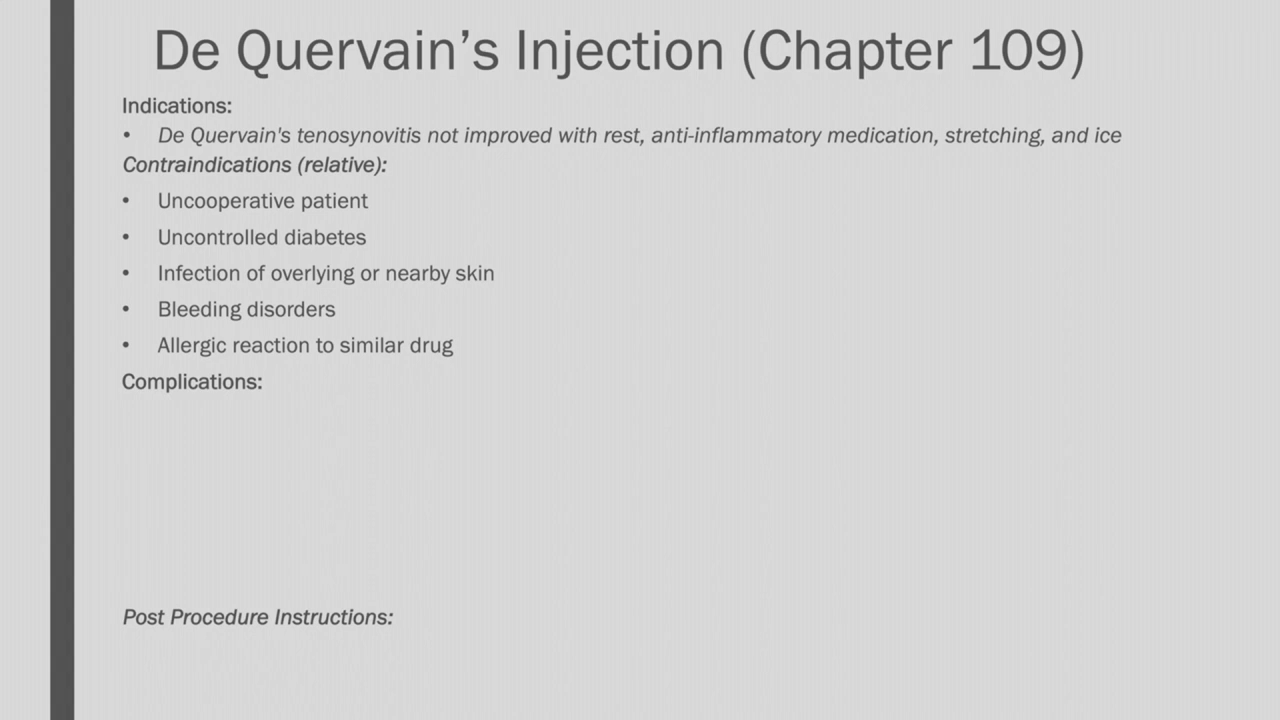 De Quervain’s Injection (Chapter 109)
Indications:
• De Quervain's tenosynovitis not improved with rest, anti-inflammatory medication, stretching, and ice
Contraindications (relative):
• Uncooperative patient
• Uncontrolled diabetes
• Infection of overlying or nearby skin
• Bleeding disorders
• Allergic reaction to similar drug
Complications:
Post Procedure Instructions: